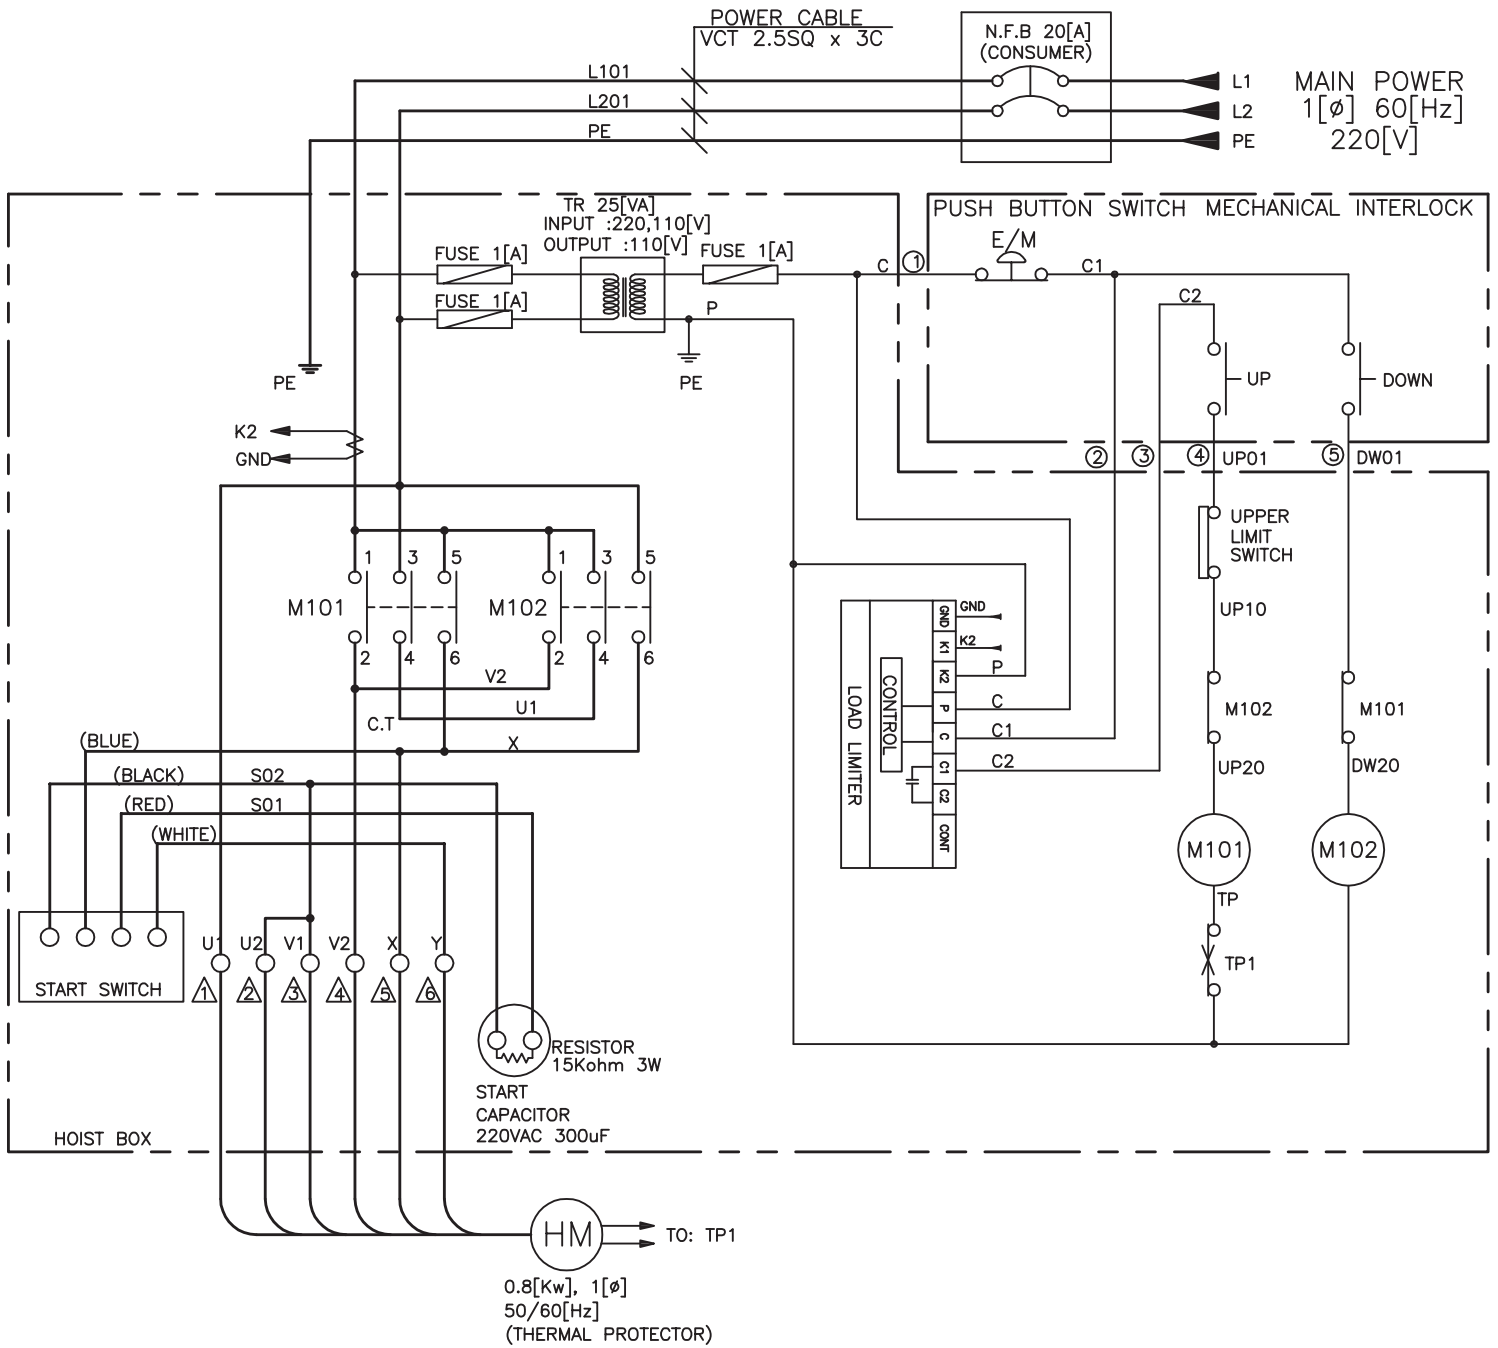 POWER CABLE
VCT 2.5SQ x 3C
N.F.B 20[A]
(CONSUMER)
L101
L1
L201
L2
PE
PE
MAIN POWER
1[ø] 60[Hz]
220[V]
TR 25[VA]
INPUT :220,110[V]
OUTPUT :110[V]
FUSE 1[A]
FUSE 1[A]
FUSE 1[A]
P
PE
PE
C
1
PUSH BUTTON SWITCH MECHANICAL INTERLOCK
E/M
C1
C2
UP
DOWN
K2
GND
2
3
4
UP01
5
DW01
UPPER
LIMIT
SWITCH
UP10
1
3
5
1
3
5
M101
M102
2
4
6
2
4
6
V2
U1
C.T
X
GND
K1
K2
P
C
C1
C2
CONT
GND
K2
P
C
C1
C2
CONTROL
LOAD LIMITER
M102
M101
UP20
DW20
M101
M102
TP
TP1
(BLUE)
(BLACK)
S02
(RED)
S01
(WHITE)
START SWITCH
U1
U2
V1
V2
X
Y
1
2
3
4
5
6
RESISTOR
15Kohm 3W
START
CAPACITOR
220VAC 300uF
HOIST BOX
HM
TO: TP1
0.8[Kw], 1[ø]
50/60[Hz]
(THERMAL PROTECTOR)